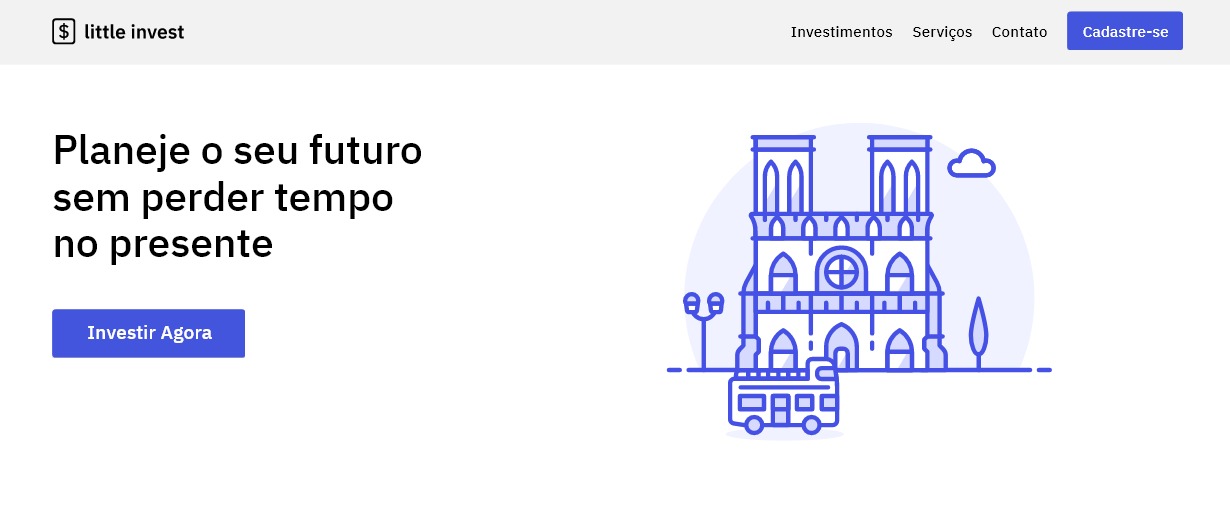 $ little invest
Investimentos Serviços Contato Cadastre-se
Planeje o seu futuro
sem perder tempo
no presente
Investir Agora